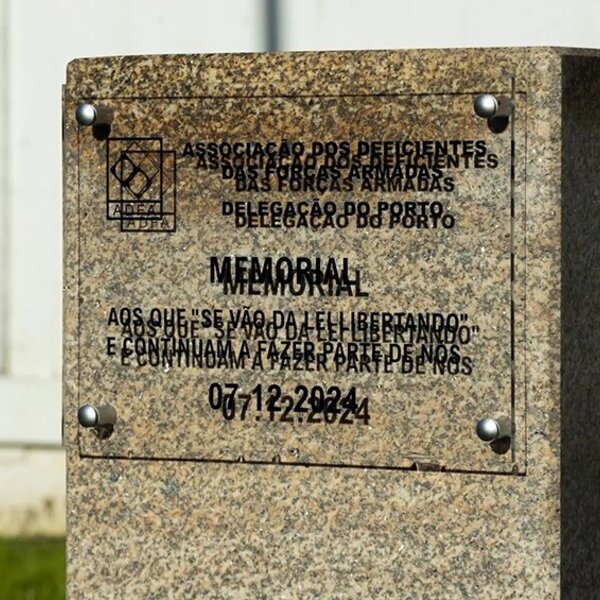 ASSOCIAÇÃO DOS DEFICIENTES
DAS FORÇAS ARMADAS
DELEGAÇÃO DO PORTO
ADFA
MEMORIAL
AOS QUE "SE VÃO DA LEI LIBERTANDO"
E CONTINUAM A FAZER PARTE DE NÓS
07.12.2024